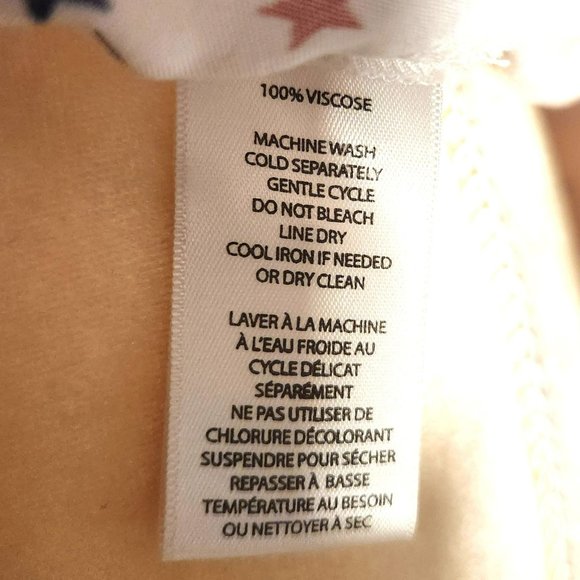 100% VISCOSE
MACHINE WASH
COLD SEPARATELY
GENTLE CYCLE
DO NOT BLEACH
LINE DRY
COOL IRON IF NEEDED
OR DRY CLEAN
LAVER À LA MACHINE
À L'EAU FROIDE AU
CYCLE DÉLICAT
SÉPARÉMENT
NE PAS UTILISER DE
CHLORURE DÉCOLORANT
SUSPENDRE POUR SÉCHER
REPASSER À BASSE
TEMPÉRATURE AU BESOIN
OU NETTOYER À SEC